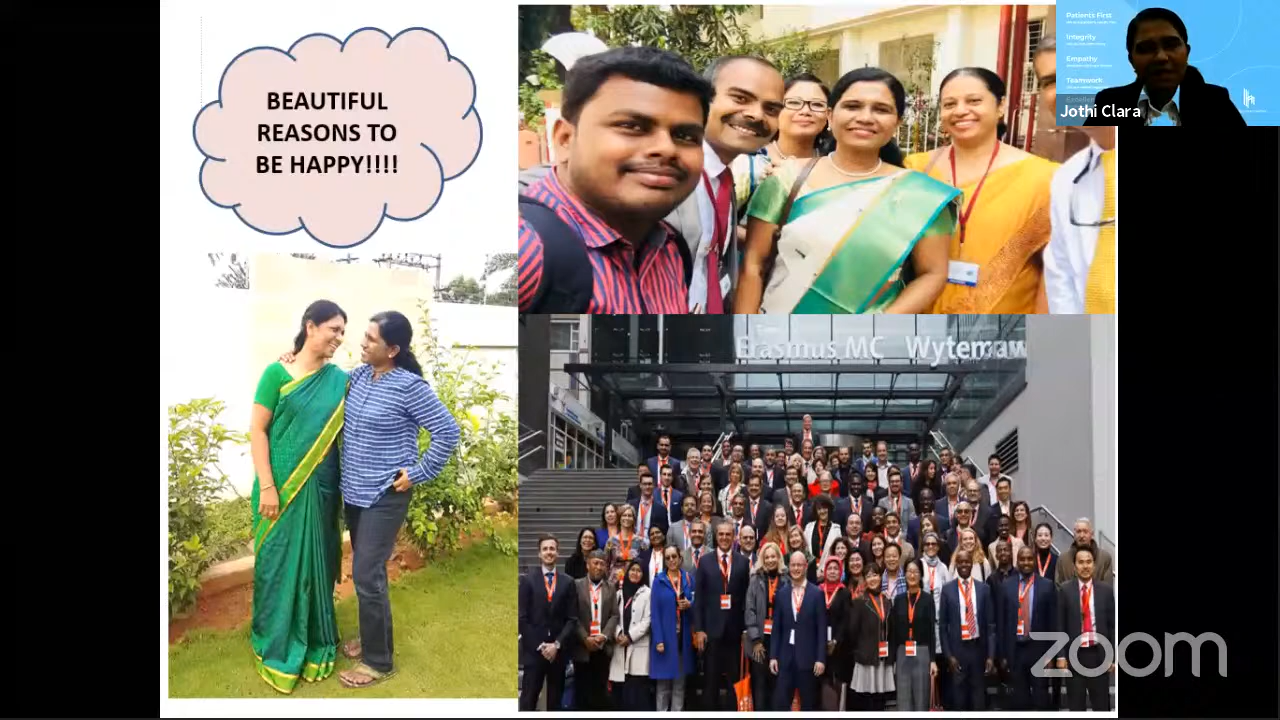 BEAUTIFUL
REASONS TO
BE HAPPY!!!!
Patients First
Integrity
Empathy
Teamwork
Jothi Clara
Erasmus MC Wytemaw
zoom